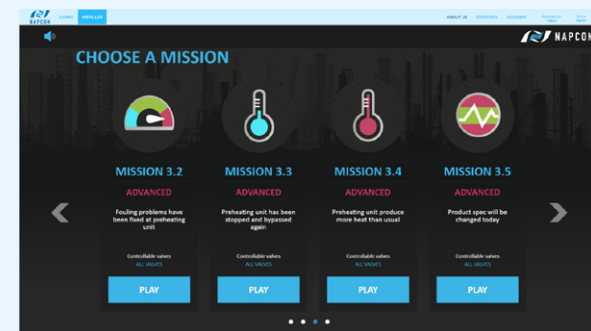 NAPCON
GAMES
DISTILLER
ABOUT US
ACCOUNT
NAPCON
CHOOSE A MISSION
MISSION 3.2
ADVANCED
Fouling problems have
been fixed at preheating
unit
Controllable valves
ALL VALVES
PLAY
MISSION 3.3
ADVANCED
Preheating unit has been
stopped and bypassed
again
Controllable valves
ALL VALVES
PLAY
MISSION 3.4
ADVANCED
Preheating unit produce
more heat than usual
Controllable valves
ALL VALVES
PLAY
MISSION 3.5
ADVANCED
Product spec will be
changed today
Controllable valves
ALL VALVES
PLAY